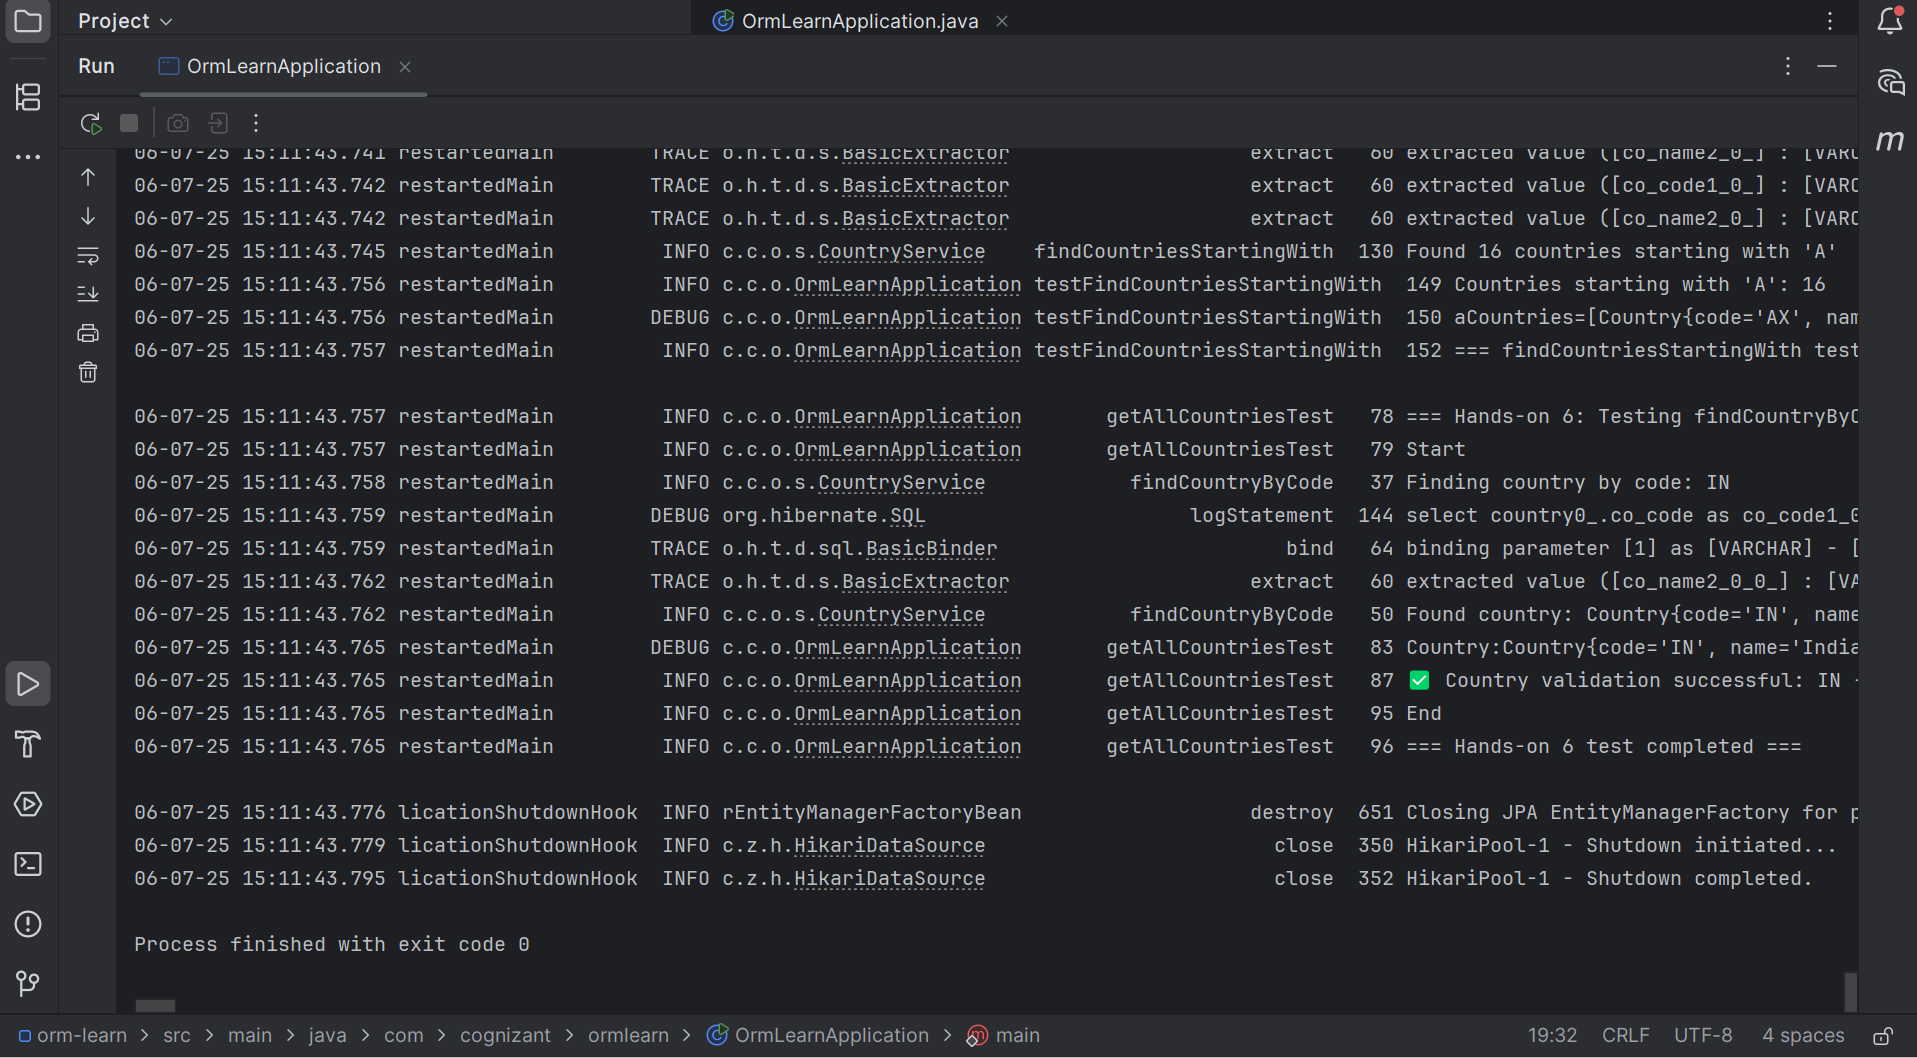 Project
OrmLearnApplication.java
Run OrmLearnApplication
06-07-25 15:11:43.741 restartedMain TRACE o.h.t.d.s.BasicExtractor extract 60 extracted value ([co_name2_0_] : [VARC
06-07-25 15:11:43.742 restartedMain TRACE o.h.t.d.s.BasicExtractor extract 60 extracted value ([co_code1_0_] : [VARC
06-07-25 15:11:43.742 restartedMain TRACE o.h.t.d.s.BasicExtractor extract 60 extracted value ([co_name2_0_] : [VARC
06-07-25 15:11:43.745 restartedMain INFO c.c.o.s.CountryService findCountriesStartingWith 130 Found 16 countries starting with 'A'
06-07-25 15:11:43.756 restartedMain INFO c.c.o.OrmLearnApplication testFindCountriesStartingWith 149 Countries starting with 'A': 16
06-07-25 15:11:43.756 restartedMain DEBUG c.c.o.OrmLearnApplication testFindCountriesStartingWith 150 aCountries=[Country{code='AX', nam
06-07-25 15:11:43.757 restartedMain INFO c.c.o.OrmLearnApplication testFindCountriesStartingWith 152 === findCountriesStartingWith test
06-07-25 15:11:43.757 restartedMain INFO c.c.o.OrmLearnApplication getAllCountriesTest 78 === Hands-on 6: Testing findCountryByC
06-07-25 15:11:43.757 restartedMain INFO c.c.o.OrmLearnApplication getAllCountriesTest 79 Start
06-07-25 15:11:43.758 restartedMain INFO c.c.o.s.CountryService findCountryByCode 37 Finding country by code: IN
06-07-25 15:11:43.759 restartedMain DEBUG org.hibernate.SQL logStatement 144 select country0_.co_code as co_code1_0
06-07-25 15:11:43.759 restartedMain TRACE o.h.t.d.sql.BasicBinder bind 64 binding parameter [1] as [VARCHAR] - [
06-07-25 15:11:43.762 restartedMain TRACE o.h.t.d.s.BasicExtractor extract 60 extracted value ([co_name2_0_0_] : [VA
06-07-25 15:11:43.762 restartedMain INFO c.c.o.s.CountryService findCountryByCode 50 Found country: Country{code='IN', name
06-07-25 15:11:43.765 restartedMain DEBUG c.c.o.OrmLearnApplication getAllCountriesTest 83 Country:Country{code='IN', name='India
06-07-25 15:11:43.765 restartedMain INFO c.c.o.OrmLearnApplication getAllCountriesTest 87 ✅ Country validation successful: IN -
06-07-25 15:11:43.765 restartedMain INFO c.c.o.OrmLearnApplication getAllCountriesTest 95 End
06-07-25 15:11:43.765 restartedMain INFO c.c.o.OrmLearnApplication getAllCountriesTest 96 === Hands-on 6 test completed ===
06-07-25 15:11:43.776 licationShutdownHook INFO rEntityManagerFactoryBean destroy 651 Closing JPA EntityManagerFactory for p
06-07-25 15:11:43.779 licationShutdownHook INFO c.z.h.HikariDataSource close 350 HikariPool-1 - Shutdown initiated...
06-07-25 15:11:43.795 licationShutdownHook INFO c.z.h.HikariDataSource close 352 HikariPool-1 - Shutdown completed.
Process finished with exit code 0
orm-learn > src > main > java > com > cognizant > ormlearn > OrmLearnApplication > main 19:32 CRLF UTF-8 4 spaces